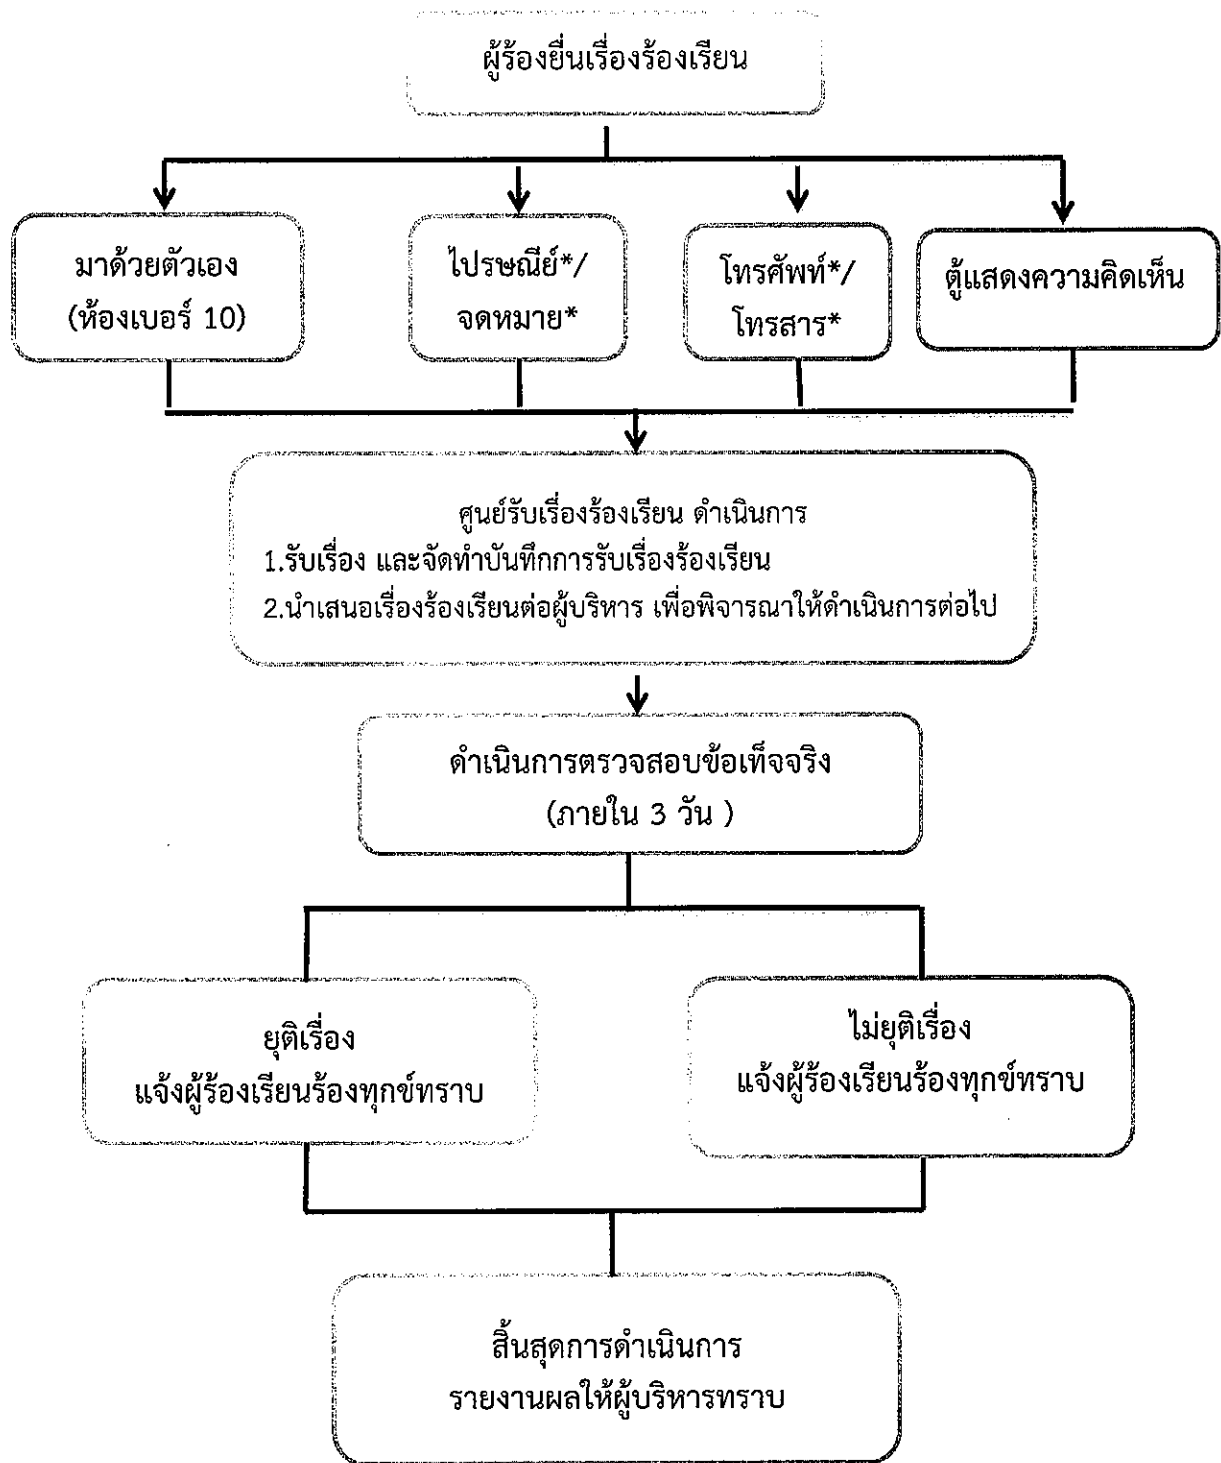 ผู้ร้องยื่นเรื่องร้องเรียน
มาด้วยตัวเอง
(ห้องเบอร์ 10)
ไปรษณีย์*/
จดหมาย*
โทรศัพท์*/
โทรสาร*
ตู้แสดงความคิดเห็น
ศูนย์รับเรื่องร้องเรียน ดำเนินการ
1.รับเรื่อง และจัดทำบันทึกการรับเรื่องร้องเรียน
2.นำเสนอเรื่องร้องเรียนต่อผู้บริหาร เพื่อพิจารณาให้ดำเนินการต่อไป
ดำเนินการตรวจสอบข้อเท็จจริง
(ภายใน 3 วัน )
ยุติเรื่อง
แจ้งผู้ร้องเรียนร้องทุกข์ทราบ
ไม่ยุติเรื่อง
แจ้งผู้ร้องเรียนร้องทุกข์ทราบ
สิ้นสุดการดำเนินการ
รายงานผลให้ผู้บริหารทราบ